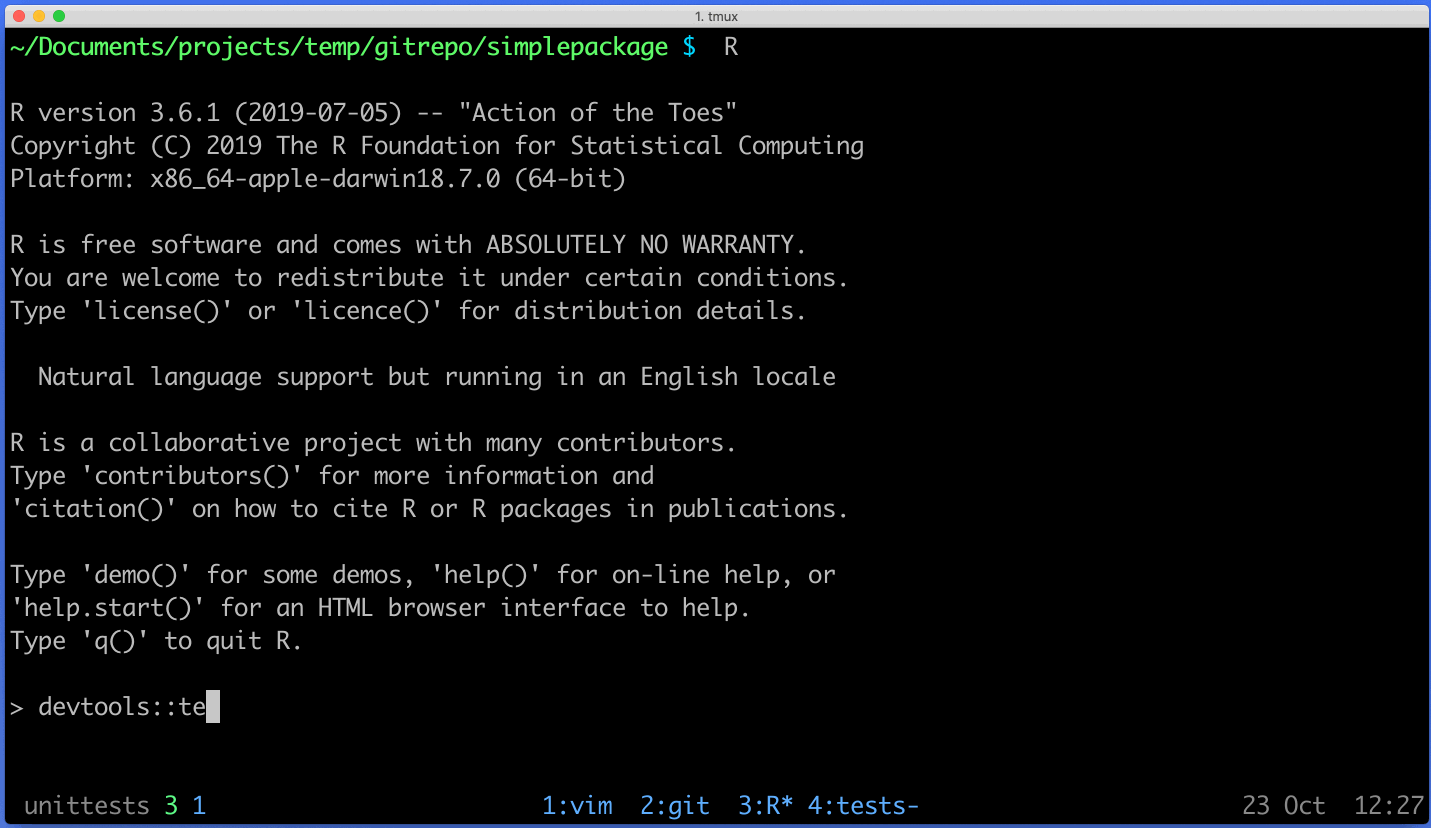 1. tmux
~/Documents/projects/temp/gitrepo/simplepackage $  R
R version 3.6.1 (2019-07-05) -- "Action of the Toes"
Copyright (C) 2019 The R Foundation for Statistical Computing
Platform: x86_64-apple-darwin18.7.0 (64-bit)
R is free software and comes with ABSOLUTELY NO WARRANTY.
You are welcome to redistribute it under certain conditions.
Type 'license()' or 'licence()' for distribution details.
  Natural language support but running in an English locale
R is a collaborative project with many contributors.
Type 'contributors()' for more information and
'citation()' on how to cite R or R packages in publications.
Type 'demo()' for some demos, 'help()' for on-line help, or
'help.start()' for an HTML browser interface to help.
Type 'q()' to quit R.
> devtools::te
unittests 3 1 1:vim 2:git 3:R* 4:tests- 23 Oct 12:27